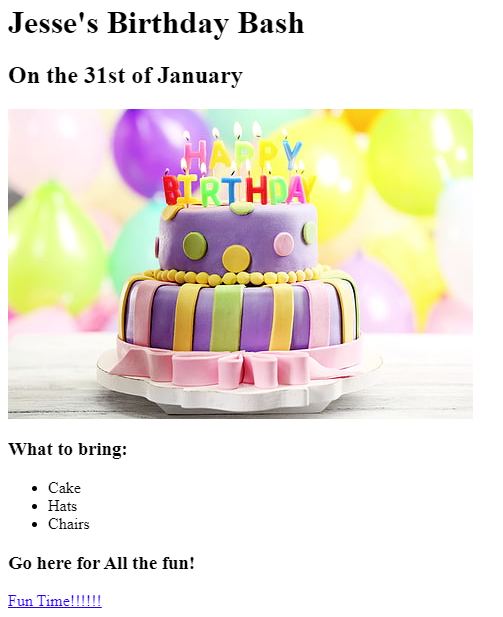 Jesse's Birthday Bash
On the 31st of January
HAPPY
BIRTHDAY
What to bring:
Cake
Hats
Chairs
Go here for All the fun!
Fun Time!!!!!!